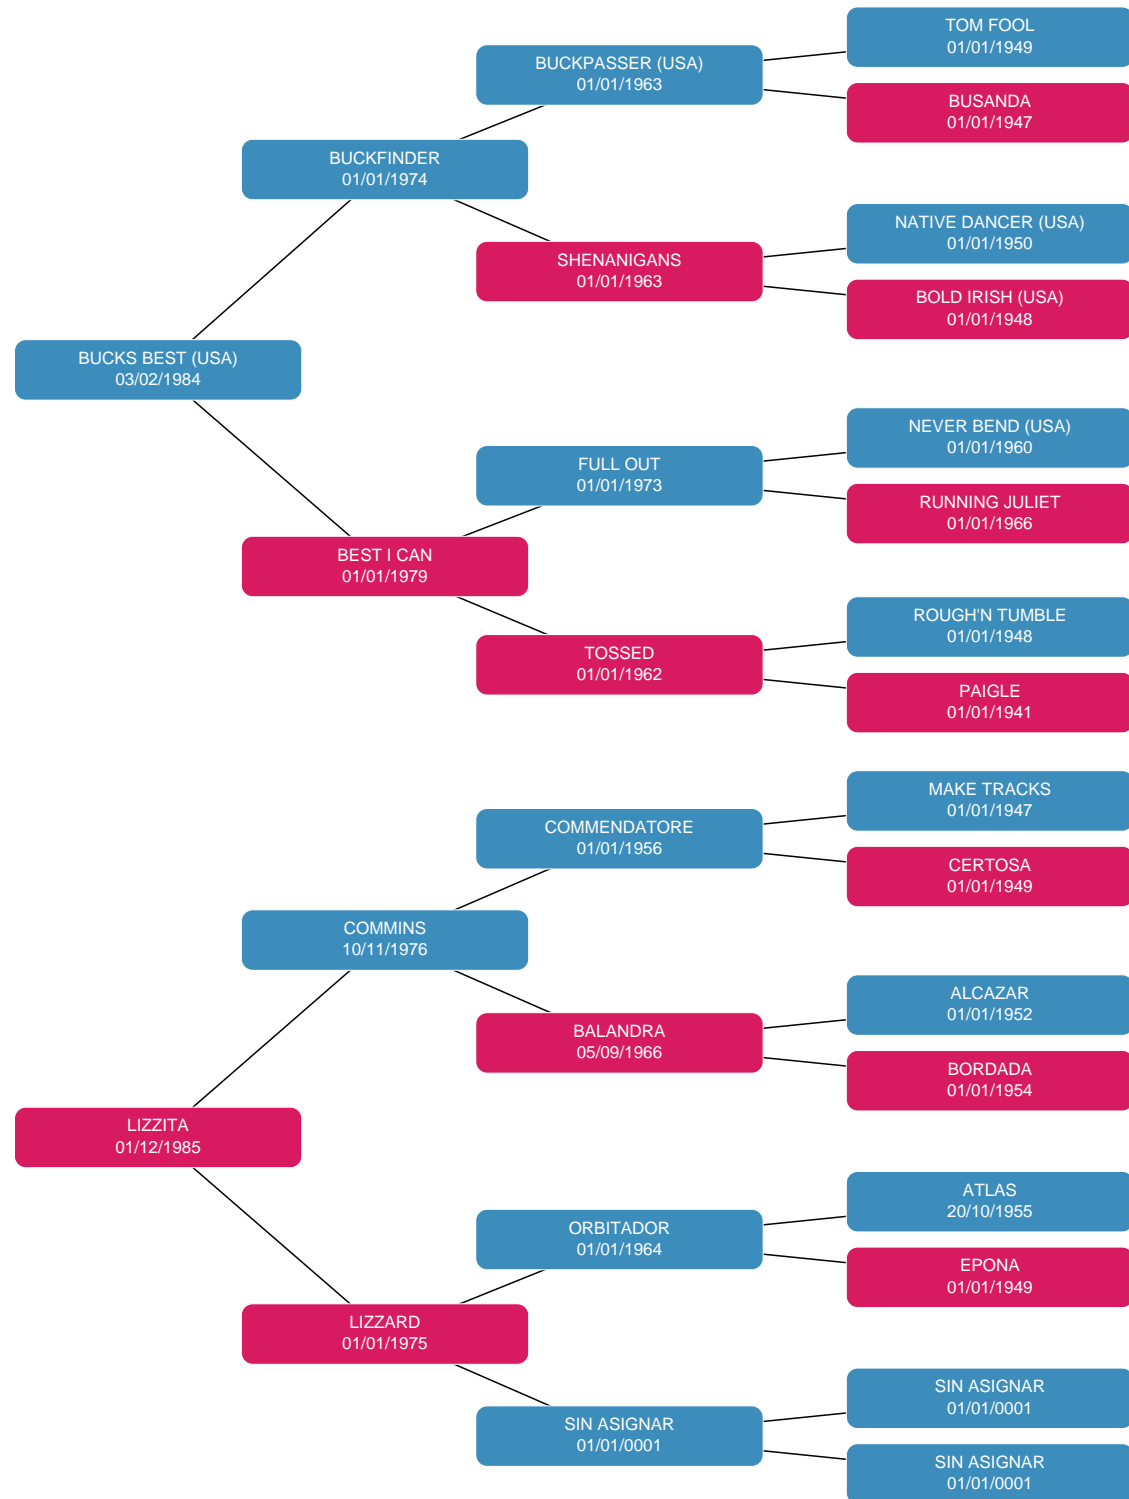 TOM FOOL
01/01/1949
BUCKPASSER (USA)
01/01/1963
BUSANDA
01/01/1947
BUCKFINDER
01/01/1974
NATIVE DANCER (USA)
01/01/1950
SHENANIGANS
01/01/1963
BOLD IRISH (USA)
01/01/1948
BUCKS BEST (USA)
03/02/1984
NEVER BEND (USA)
01/01/1960
FULL OUT
01/01/1973
RUNNING JULIET
01/01/1966
BEST I CAN
01/01/1979
ROUGH'N TUMBLE
01/01/1948
TOSSED
01/01/1962
PAIGLE
01/01/1941
MAKE TRACKS
01/01/1947
COMMENDATORE
01/01/1956
CERTOSA
01/01/1949
COMMINS
10/11/1976
ALCAZAR
01/01/1952
BALANDRA
05/09/1966
BORDADA
01/01/1954
LIZZITA
01/12/1985
ATLAS
20/10/1955
ORBITADOR
01/01/1964
EPONA
01/01/1949
LIZZARD
01/01/1975
SIN ASIGNAR
01/01/0001
SIN ASIGNAR
01/01/0001
SIN ASIGNAR
01/01/0001